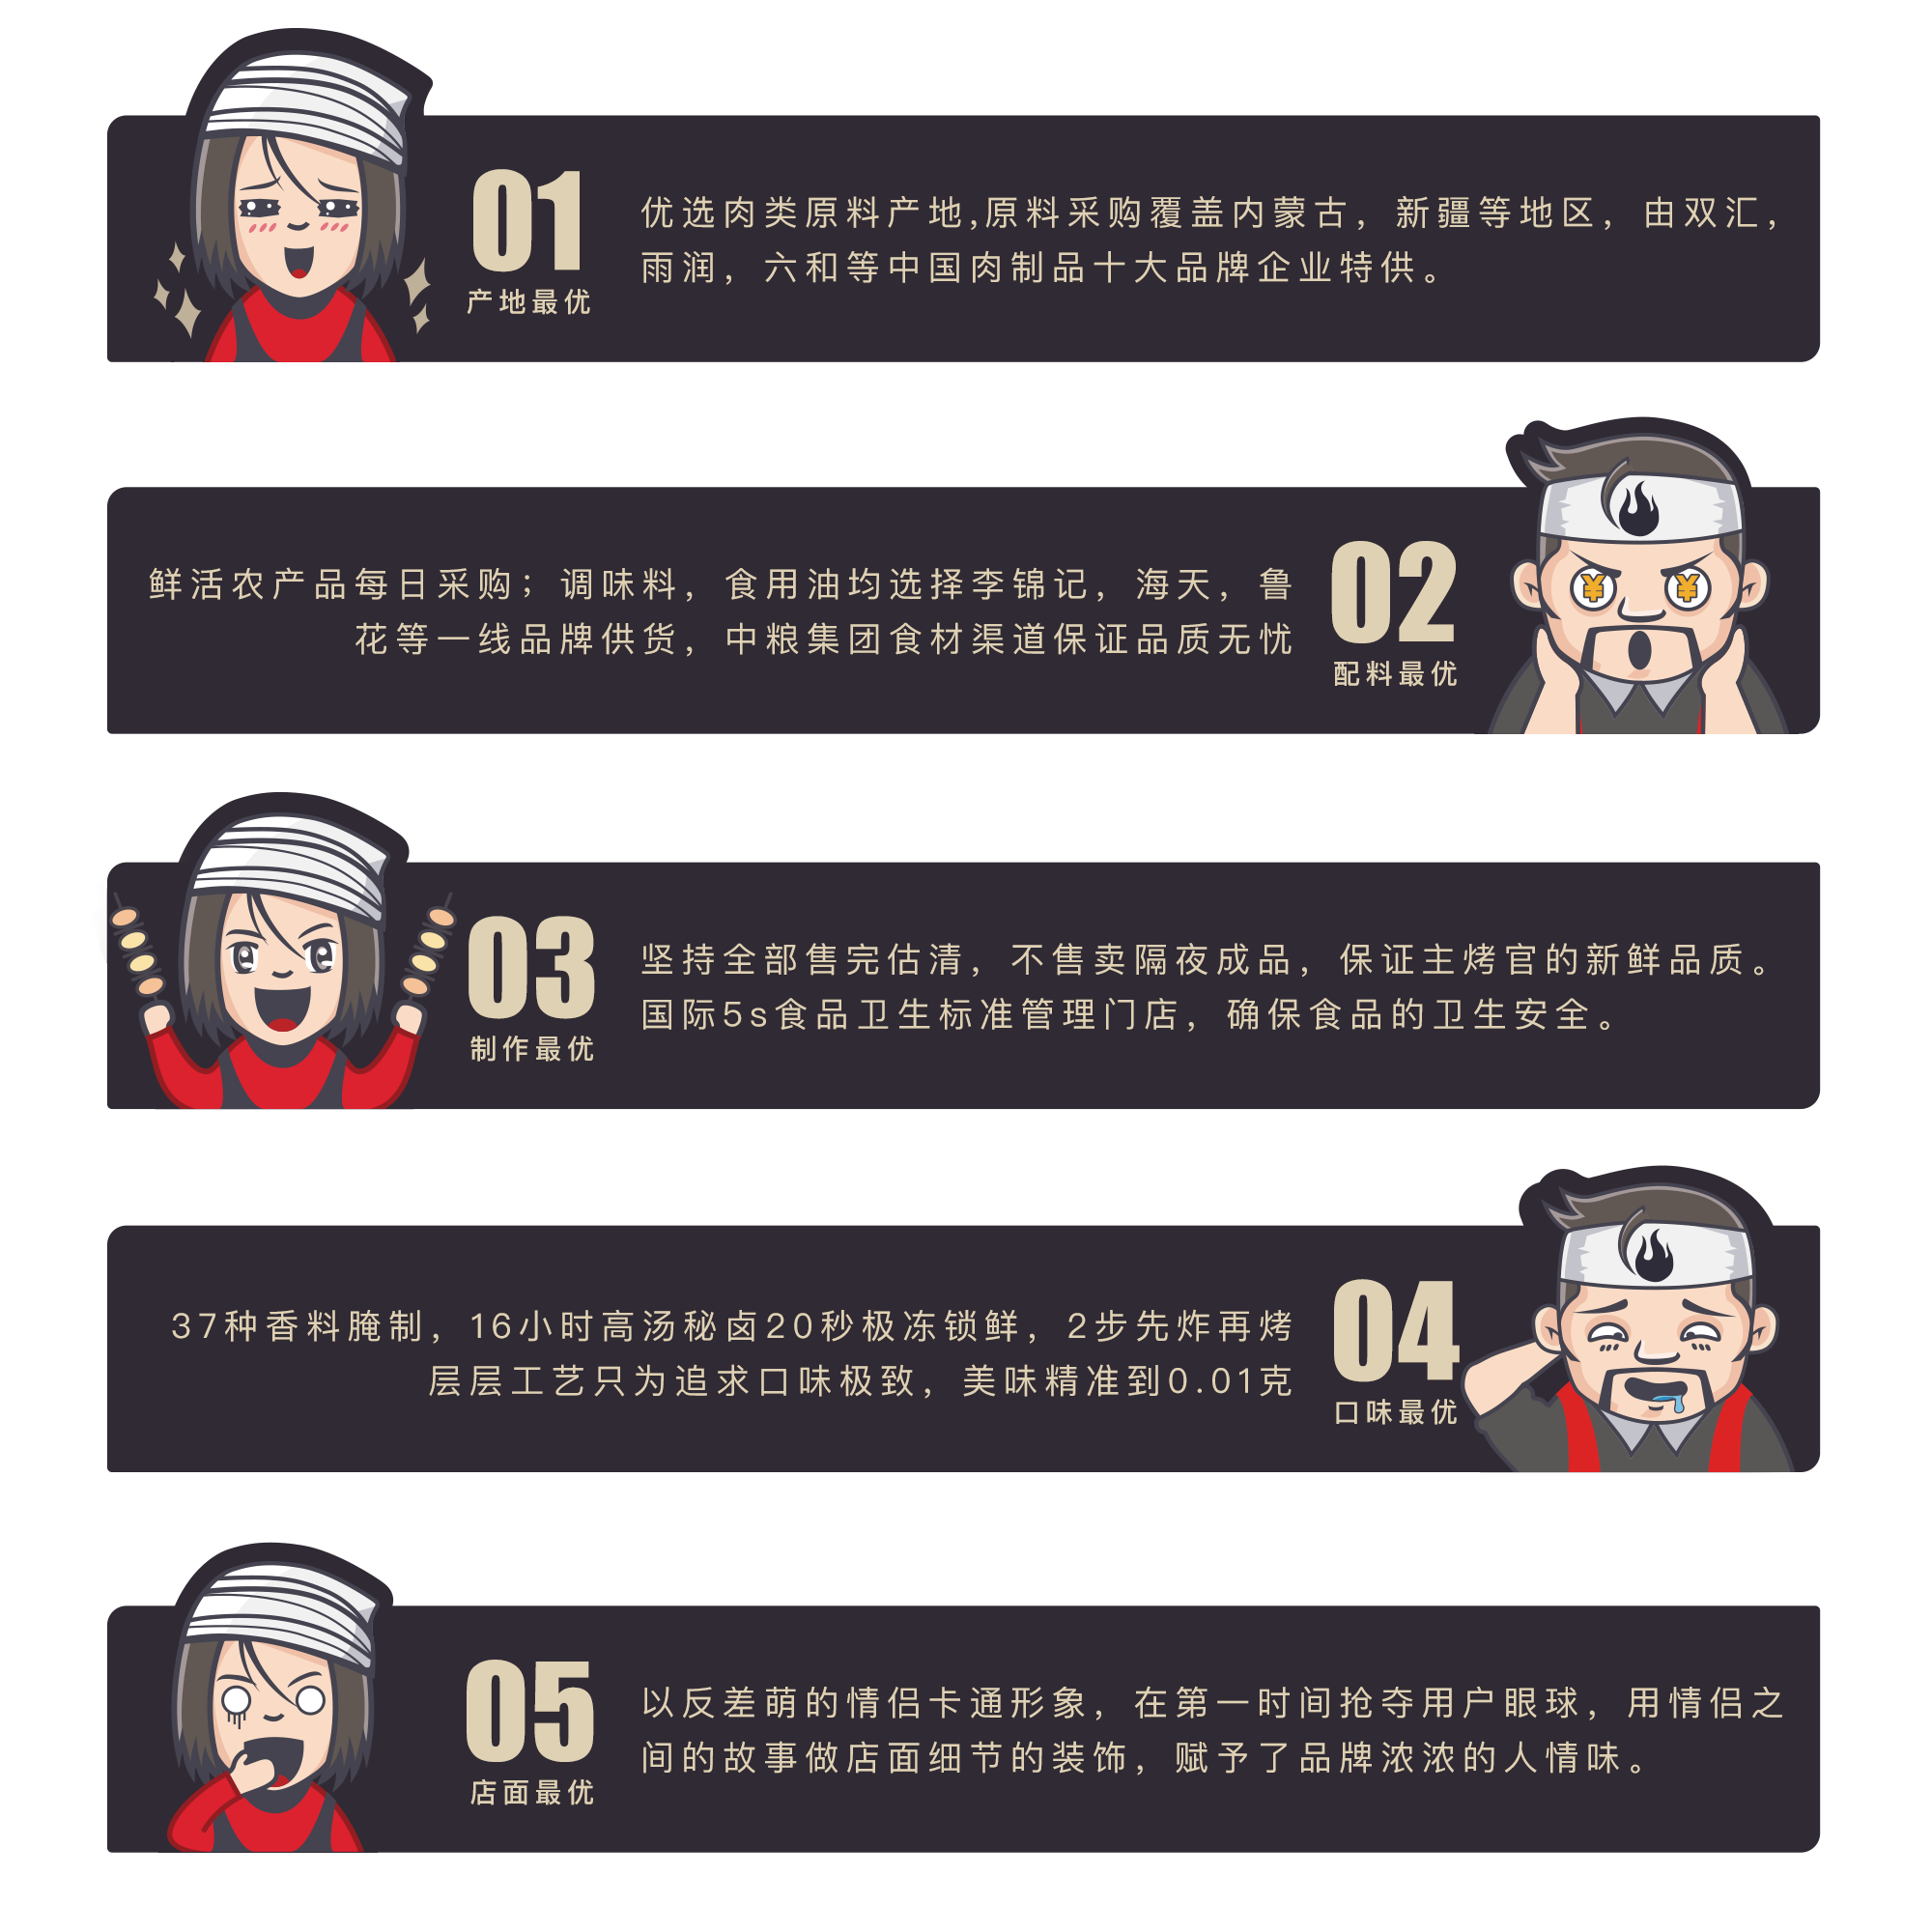 01
产地最优
优选肉类原料产地,原料采购覆盖内蒙古，新疆等地区，由双汇，
雨润，六和等中国肉制品十大品牌企业特供。
鲜活农产品每日采购；调味料，食用油均选择李锦记，海天，鲁
花等一线品牌供货，中粮集团食材渠道保证品质无忧
02
配料最优
¥ ¥
03
制作最优
坚持全部售完估清，不售卖隔夜成品，保证主烤官的新鲜品质。
国际5s食品卫生标准管理门店，确保食品的卫生安全。
37种香料腌制，16小时高汤秘卤20秒极冻锁鲜，2步先炸再烤
层层工艺只为追求口味极致，美味精准到0.01克
04
口味最优
05
店面最优
以反差萌的情侣卡通形象，在第一时间抢夺用户眼球，用情侣之
间的故事做店面细节的装饰，赋予了品牌浓浓的人情味。